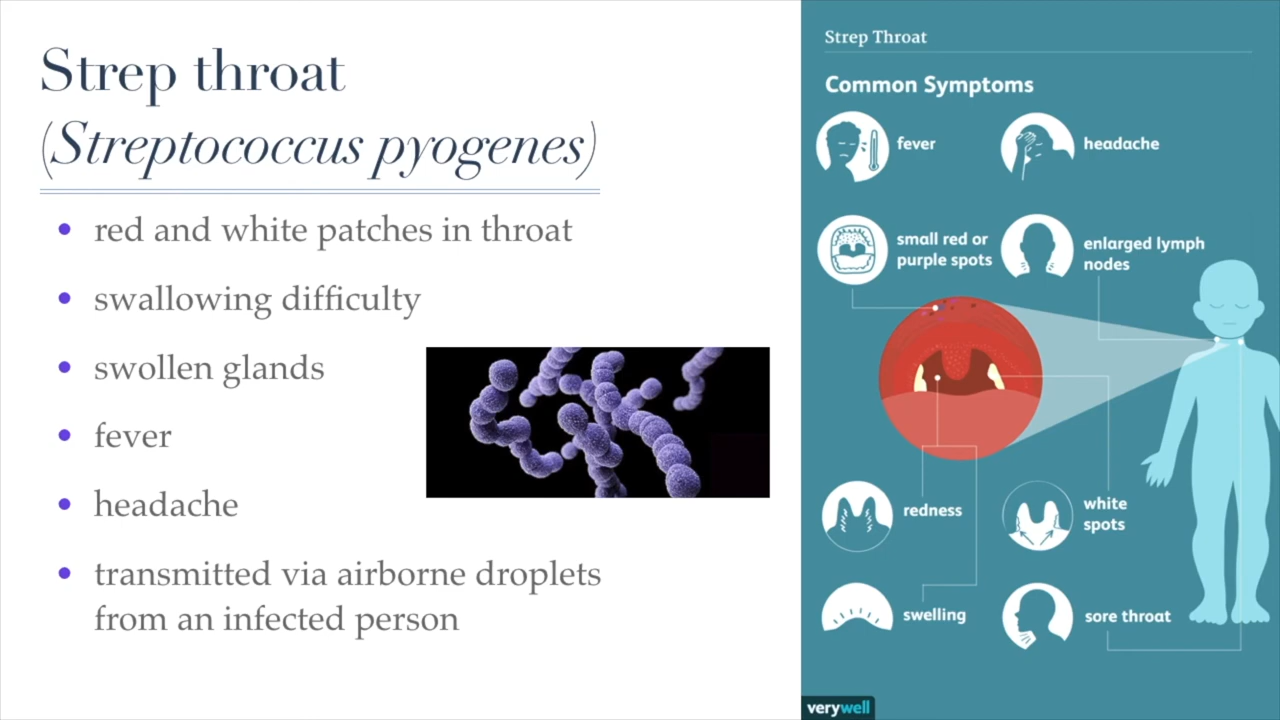 Strep throat
(Streptococcus pyogenes)
• red and white patches in throat
• swallowing difficulty
• swollen glands
• fever
• headache
• transmitted via airborne droplets
from an infected person
Strep Throat
Common Symptoms
fever
headache
small red or
purple spots
enlarged lymph
nodes
redness
white
spots
swelling
sore throat
verywell